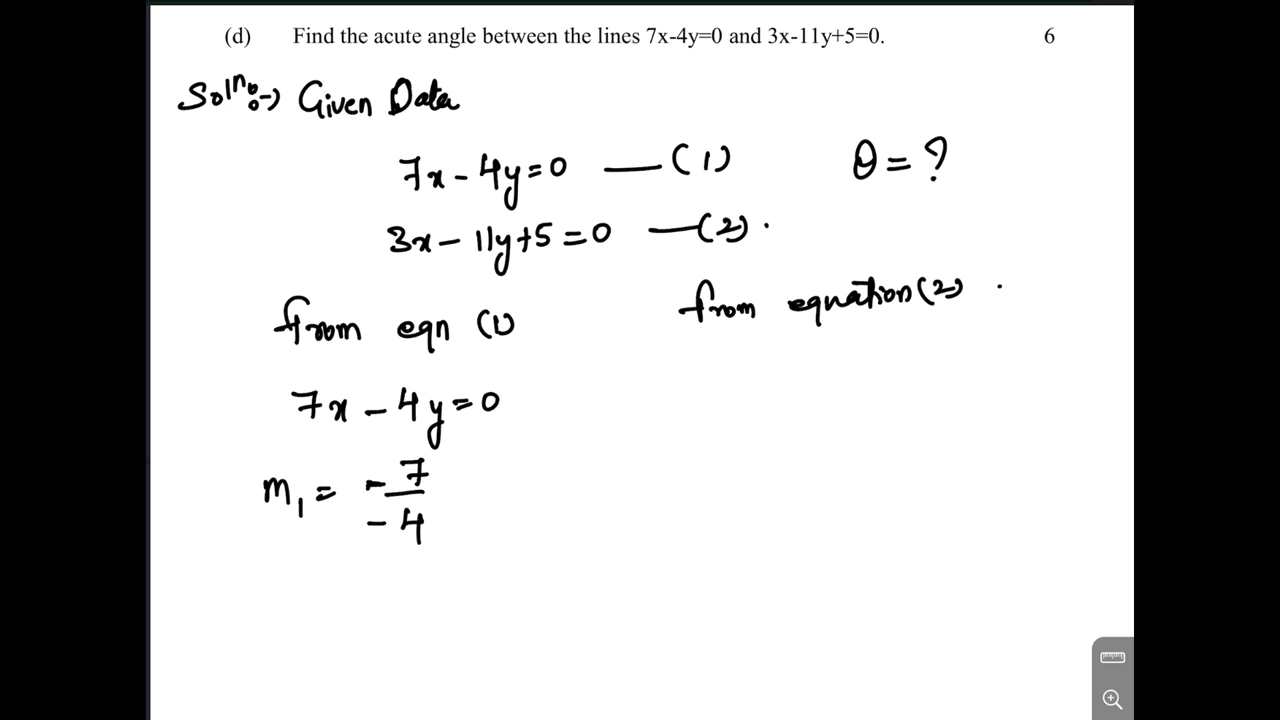 (d) Find the acute angle between the lines 7x-4y=0 and 3x-11y+5=0. 6
Solⁿ:-> Given Data
7x - 4y = 0 — (1) θ = ?
3x - 11y + 5 = 0 — (2) .
from eqn (1) from equation (2) .
7x - 4y = 0
m₁ = -7/-4